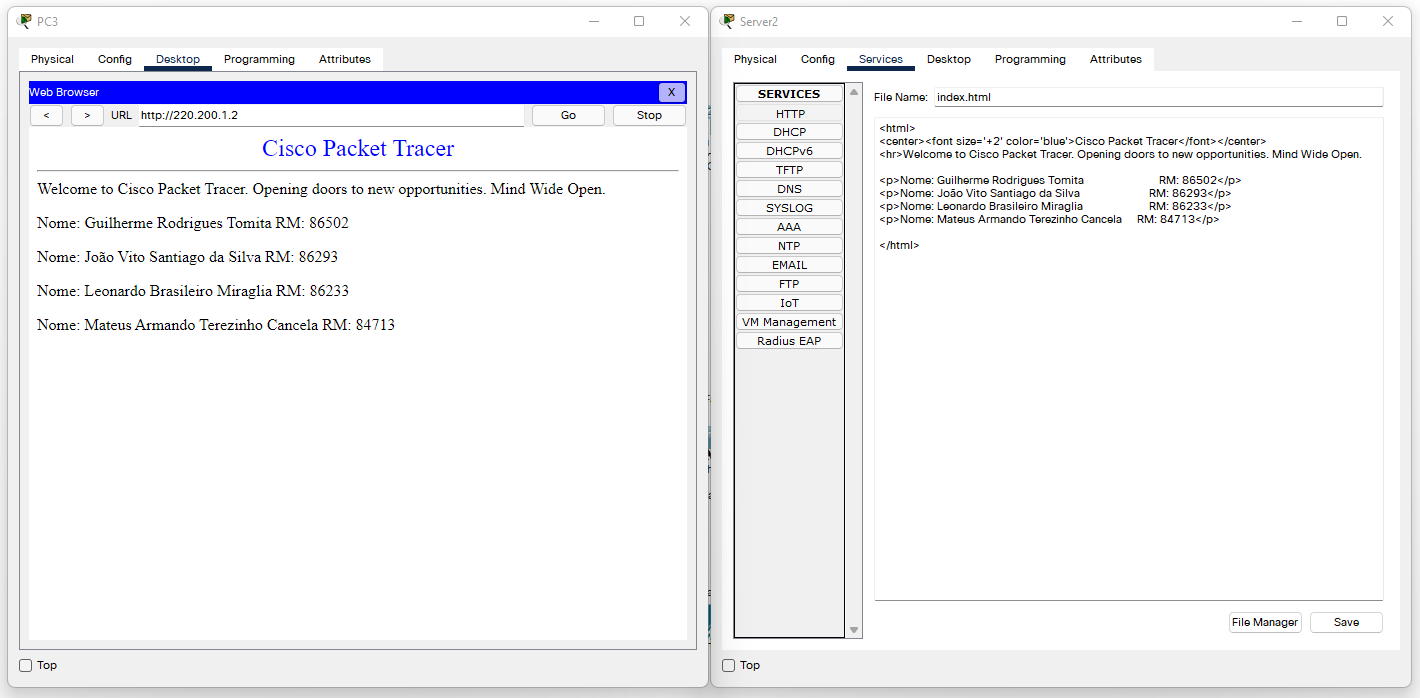 PC3
Physical Config Desktop Programming Attributes
Web Browser X
< > URL http://220.200.1.2 Go Stop
Cisco Packet Tracer
Welcome to Cisco Packet Tracer. Opening doors to new opportunities. Mind Wide Open.
Nome: Guilherme Rodrigues Tomita RM: 86502
Nome: João Vito Santiago da Silva RM: 86293
Nome: Leonardo Brasileiro Miraglia RM: 86233
Nome: Mateus Armando Terezinho Cancela RM: 84713
Top
Server2
Physical Config Services Desktop Programming Attributes
SERVICES
HTTP
DHCP
DHCPv6
TFTP
DNS
SYSLOG
AAA
NTP
EMAIL
FTP
IoT
VM Management
Radius EAP
File Name: index.html
<html>
<center><font size='+2' color='blue'>Cisco Packet Tracer</font></center>
<hr>Welcome to Cisco Packet Tracer. Opening doors to new opportunities. Mind Wide Open.
<p>Nome: Guilherme Rodrigues Tomita RM: 86502</p>
<p>Nome: João Vito Santiago da Silva RM: 86293</p>
<p>Nome: Leonardo Brasileiro Miraglia RM: 86233</p>
<p>Nome: Mateus Armando Terezinho Cancela RM: 84713</p>
</html>
File Manager Save
Top